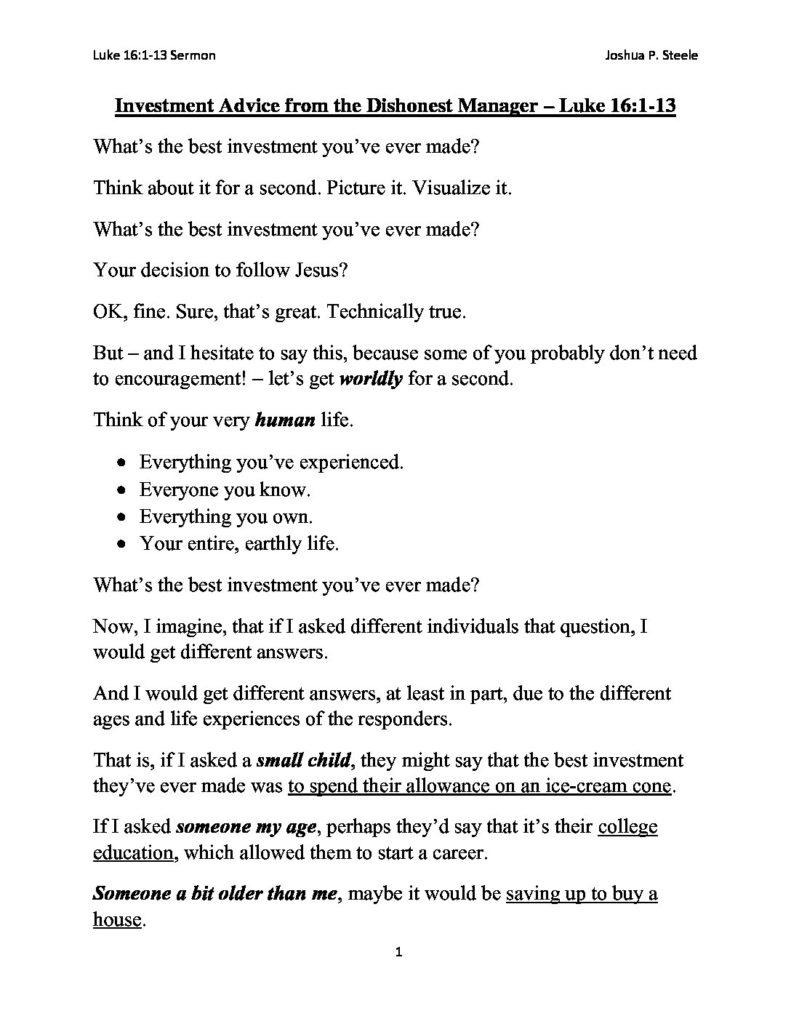 Luke 16:1-13 Sermon Joshua P. Steele
Investment Advice from the Dishonest Manager – Luke 16:1-13
What’s the best investment you’ve ever made?
Think about it for a second. Picture it. Visualize it.
What’s the best investment you’ve ever made?
Your decision to follow Jesus?
OK, fine. Sure, that’s great. Technically true.
But – and I hesitate to say this, because some of you probably don’t need
to encouragement! – let’s get worldly for a second.
Think of your very human life.
• Everything you’ve experienced.
• Everyone you know.
• Everything you own.
• Your entire, earthly life.
What’s the best investment you’ve ever made?
Now, I imagine, that if I asked different individuals that question, I
would get different answers.
And I would get different answers, at least in part, due to the different
ages and life experiences of the responders.
That is, if I asked a small child, they might say that the best investment
they’ve ever made was to spend their allowance on an ice-cream cone.
If I asked someone my age, perhaps they’d say that it’s their college
education, which allowed them to start a career.
Someone a bit older than me, maybe it would be saving up to buy a
house.
1